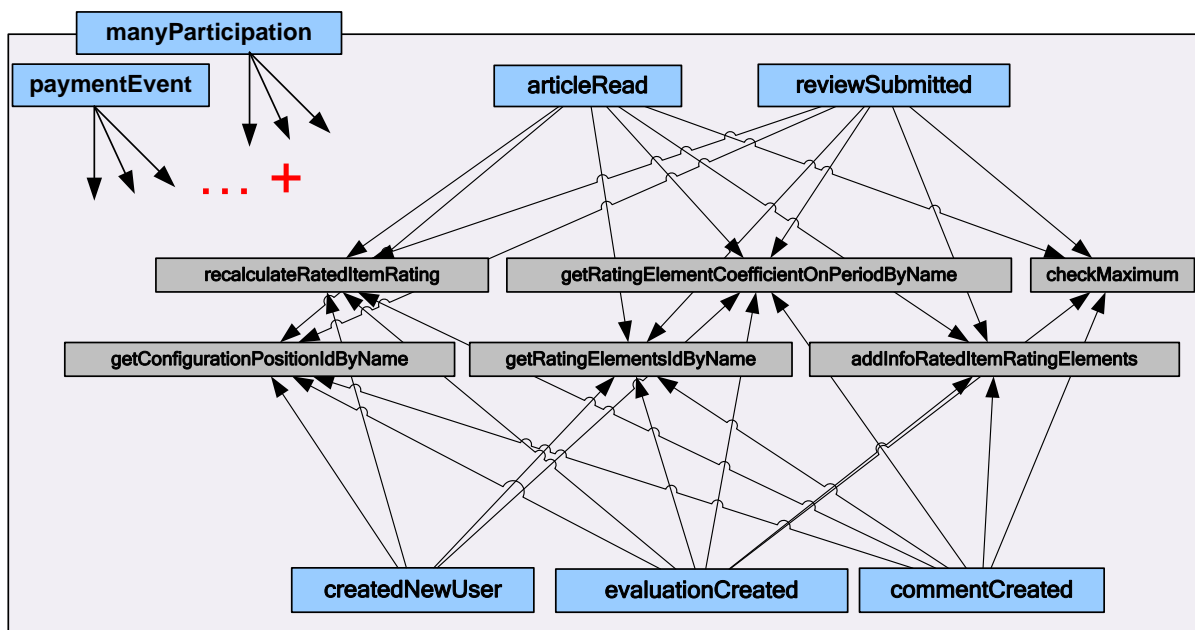 manyParticipation
paymentEvent
articleRead
reviewSubmitted
... +
recalculateRatedItemRating
getRatingElementCoefficientOnPeriodByName
checkMaximum
getConfigurationPositionIdByName
getRatingElementsIdByName
addInfoRatedItemRatingElements
createdNewUser
evaluationCreated
commentCreated